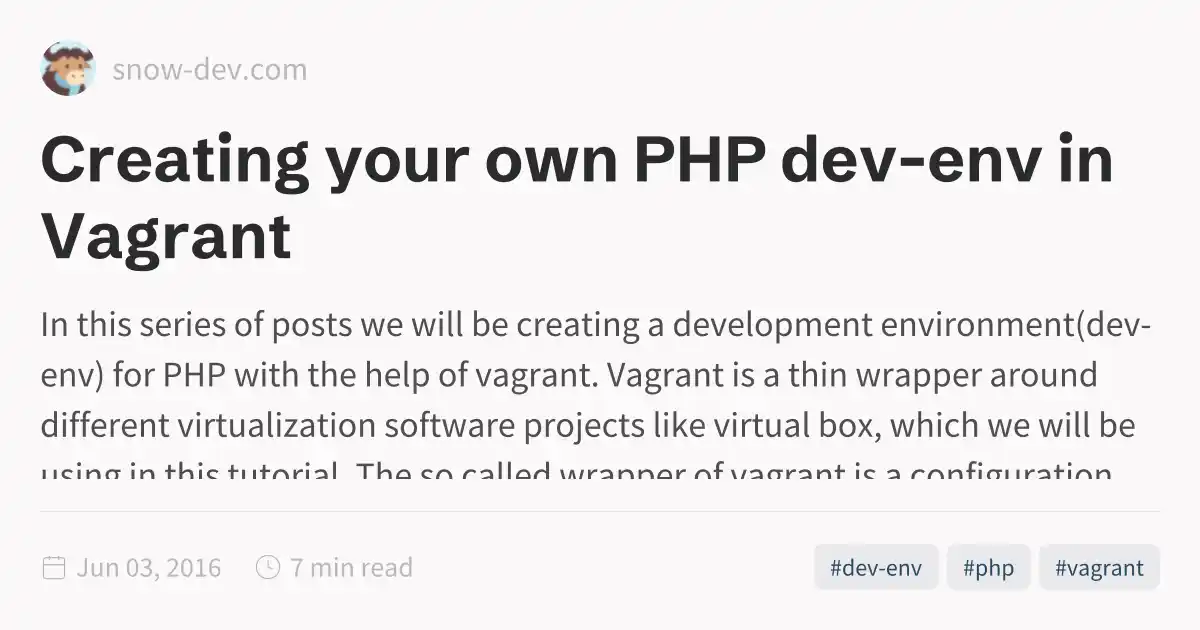 snow-dev.com
Creating your own PHP dev-env in
Vagrant
In this series of posts we will be creating a development environment(dev-
env) for PHP with the help of vagrant. Vagrant is a thin wrapper around
different virtualization software projects like virtual box, which we will be
using in this tutorial. The so called wrapper of vagrant is a configuration
Jun 03, 2016
7 min read
#dev-env
#php
#vagrant